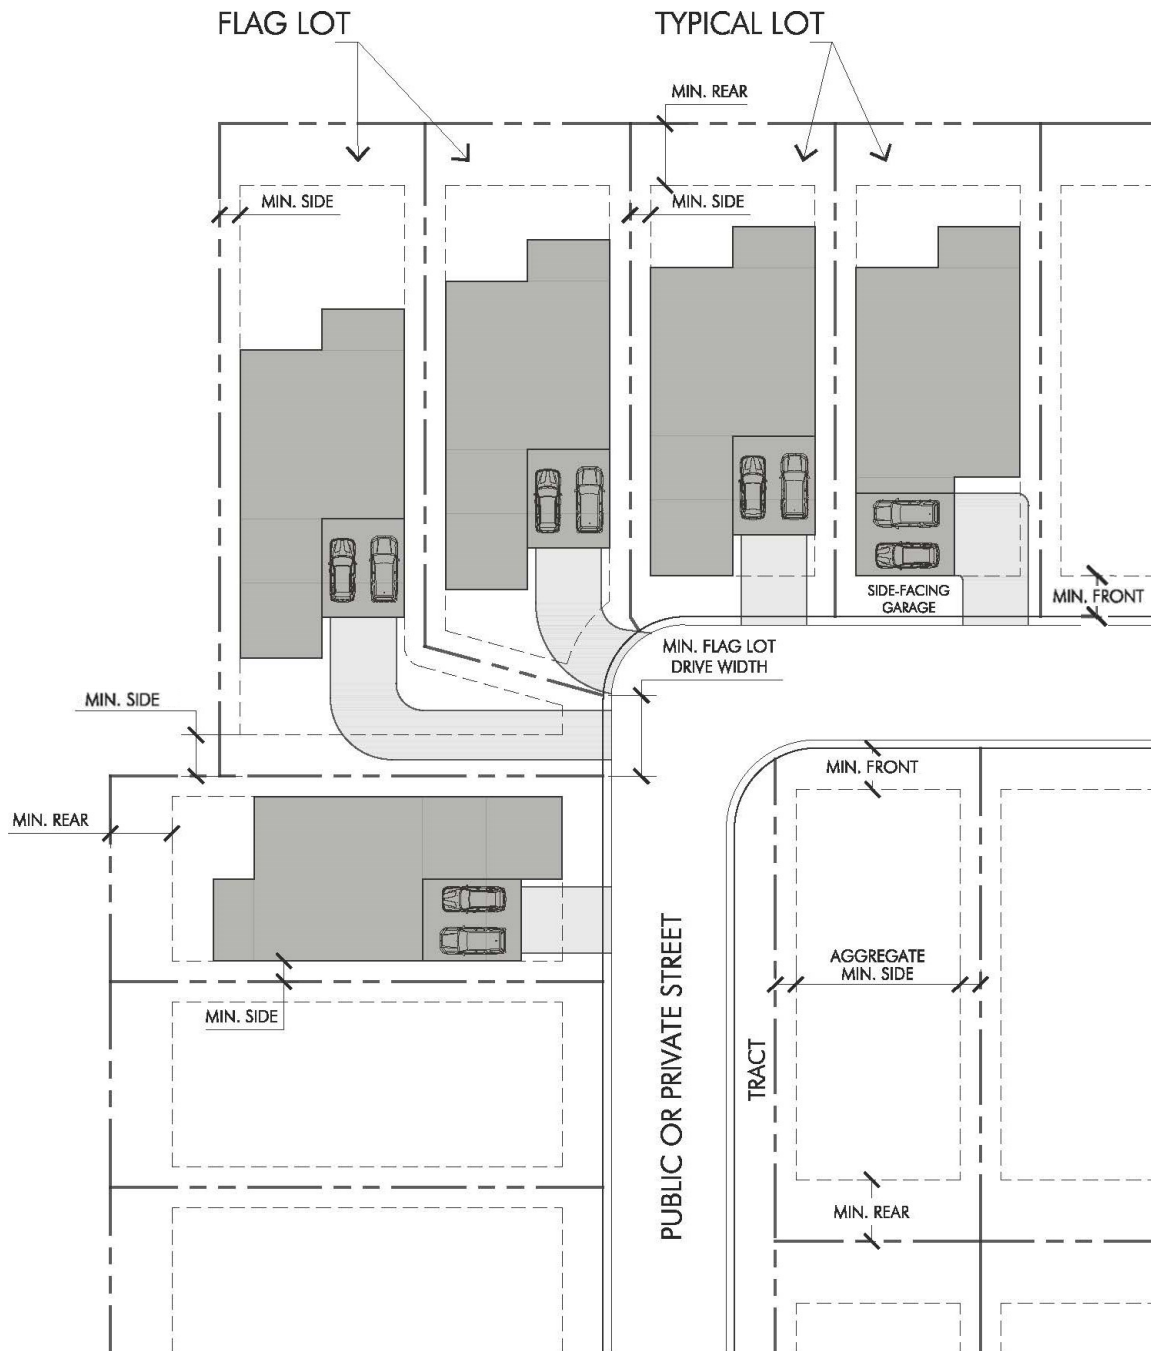 FLAG LOT
TYPICAL LOT
MIN. REAR
MIN. SIDE
MIN. SIDE
SIDE-FACING
GARAGE
MIN. FRONT
MIN. FLAG LOT
DRIVE WIDTH
MIN. SIDE
MIN. FRONT
MIN. REAR
AGGREGATE
MIN. SIDE
MIN. SIDE
PUBLIC OR PRIVATE STREET
TRACT
MIN. REAR